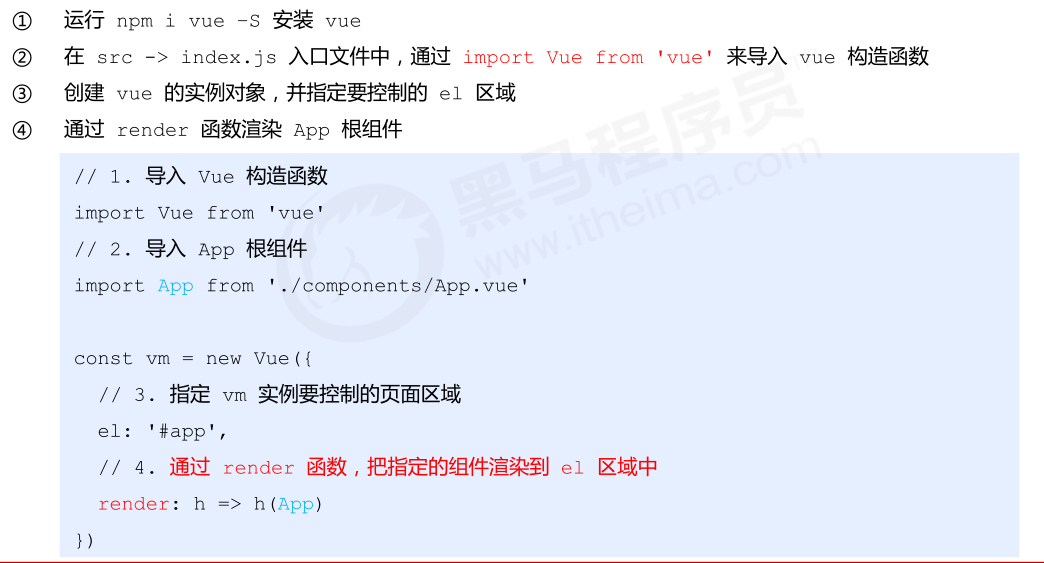 ① 运行 npm i vue –S 安装 vue
② 在 src -> index.js 入口文件中，通过 import Vue from 'vue' 来导入 vue 构造函数
③ 创建 vue 的实例对象，并指定要控制的 el 区域
④ 通过 render 函数渲染 App 根组件
// 1. 导入 Vue 构造函数
import Vue from 'vue'
// 2. 导入 App 根组件
import App from './components/App.vue'
const vm = new Vue({
// 3. 指定 vm 实例要控制的页面区域
el: '#app',
// 4. 通过 render 函数，把指定的组件渲染到 el 区域中
render: h => h(App)
})
黑马程序员
www.itheima.com